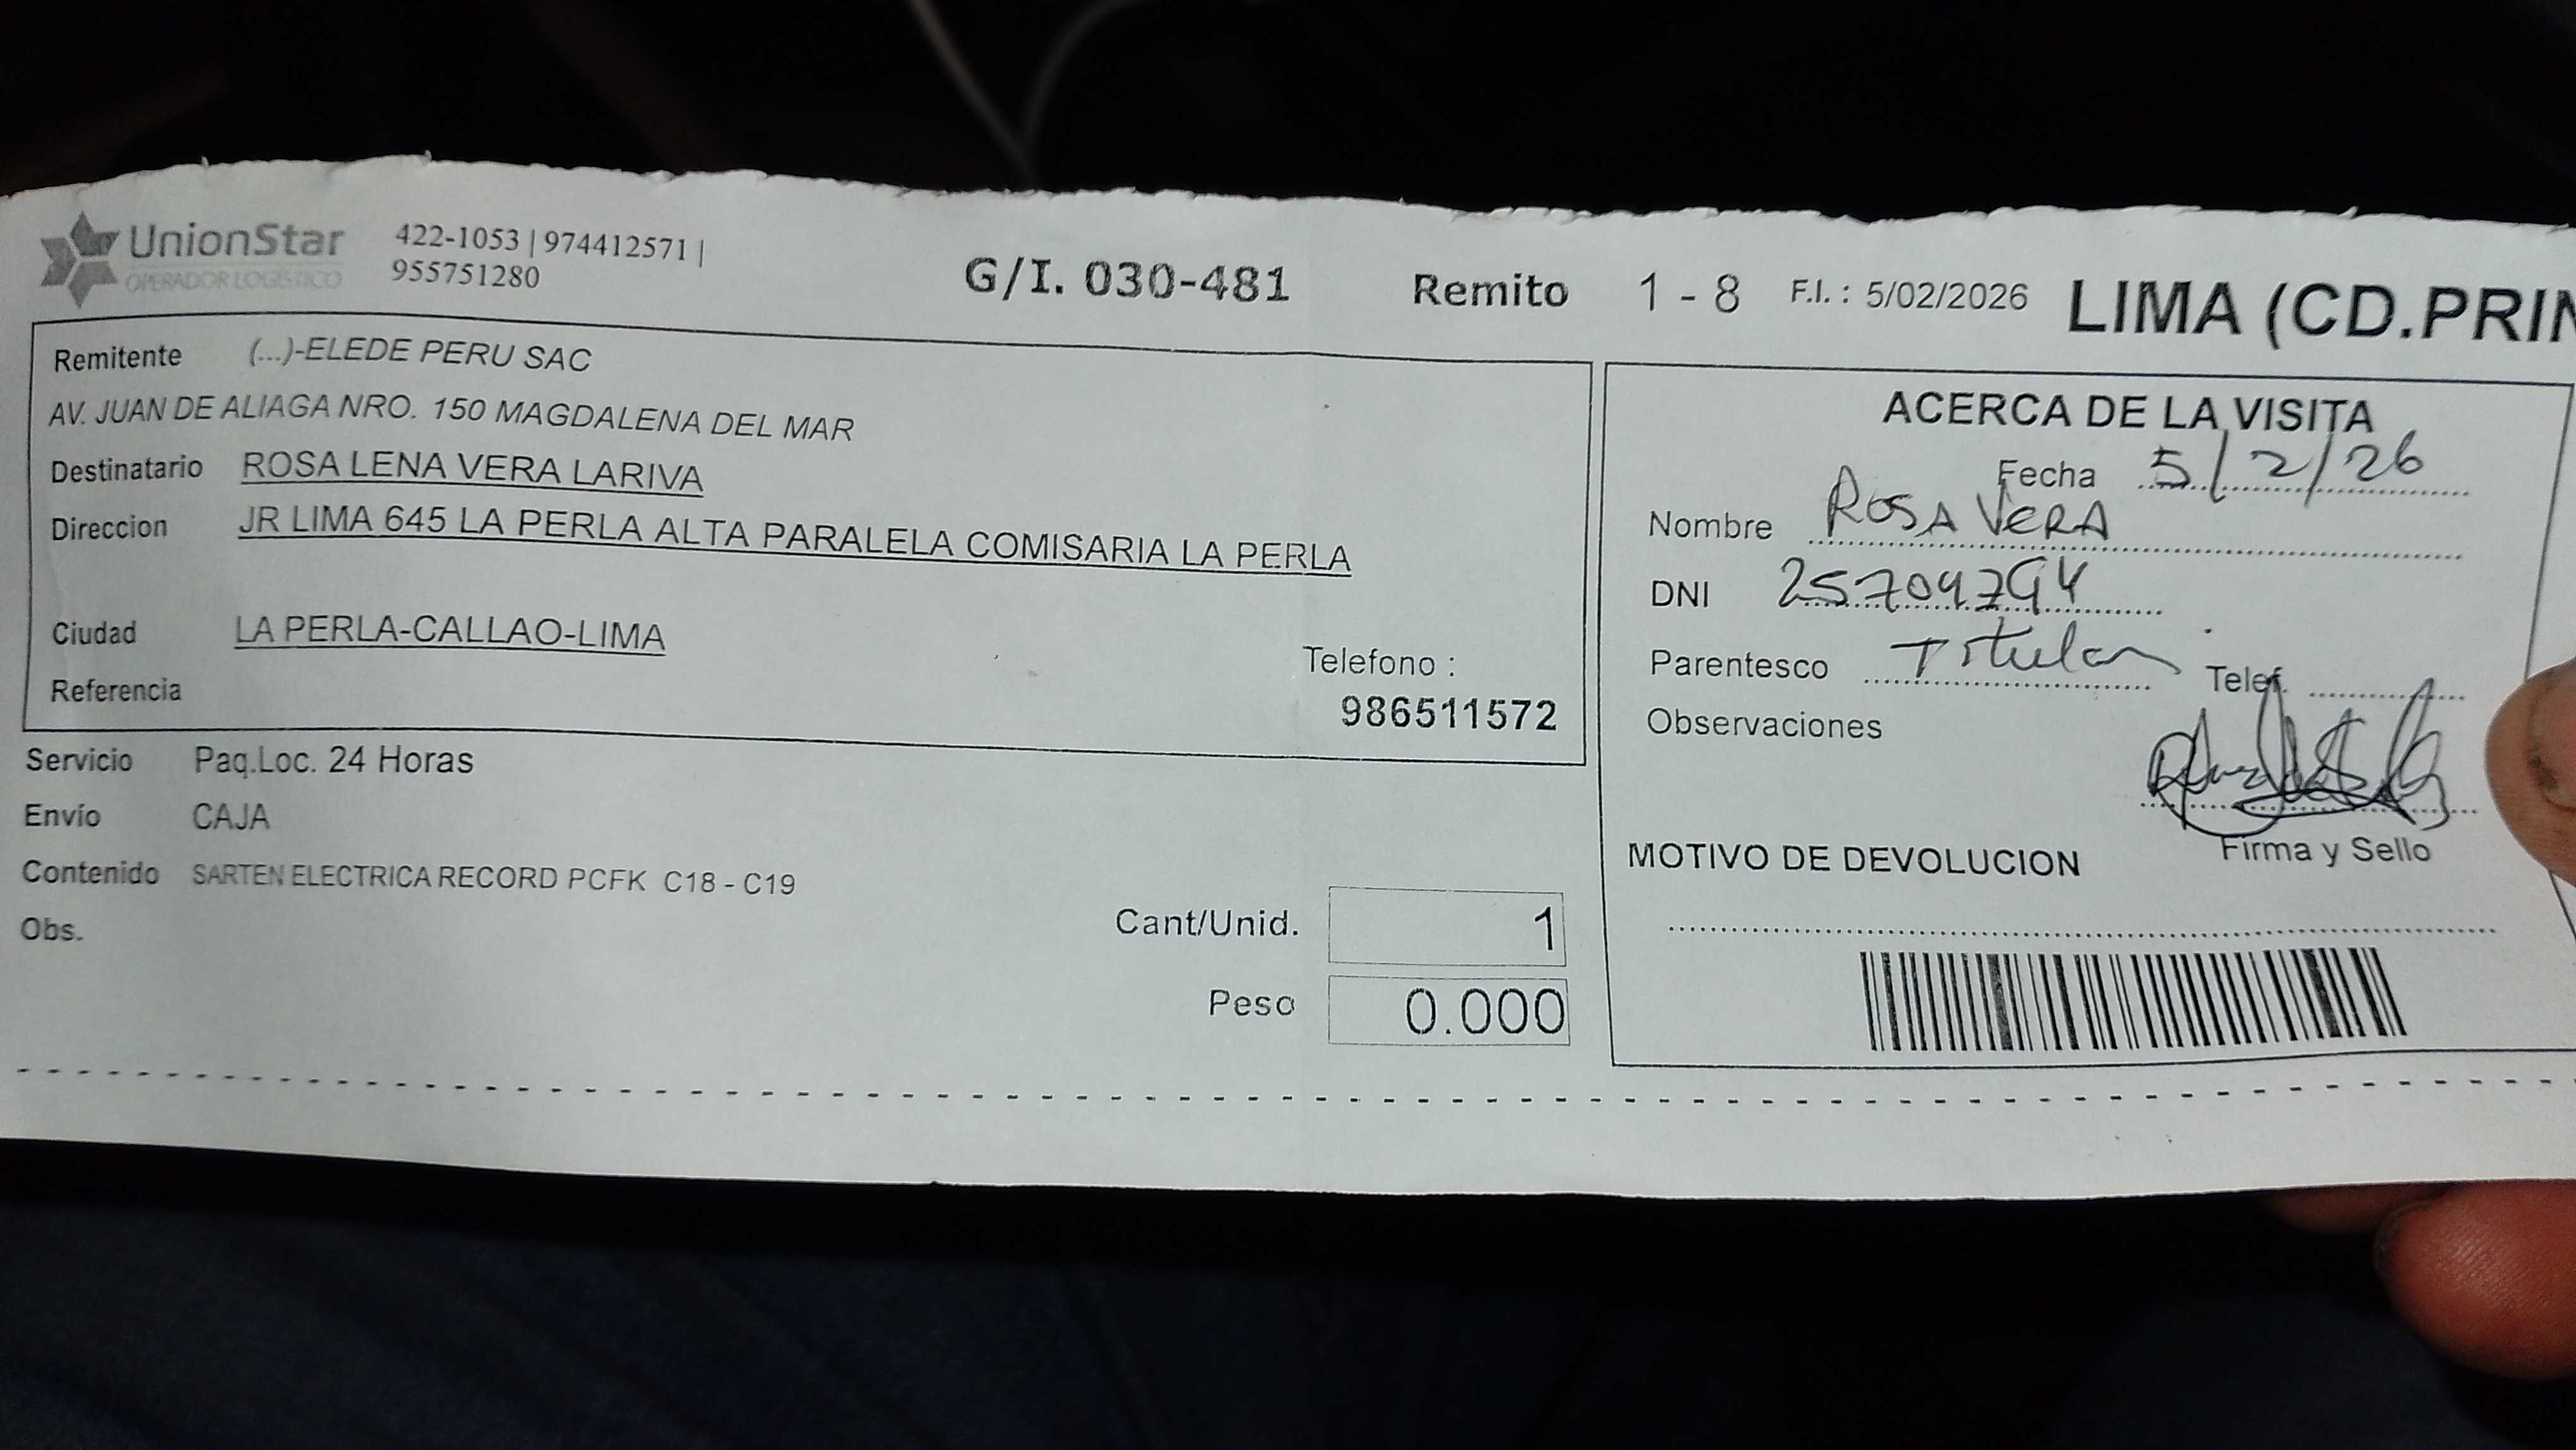 UnionStar
OPERADOR LOGISTICO
422-1053 | 974412571 |
955751280
G/I. 030-481 Remito 1 - 8 F.I. : 5/02/2026 LIMA (CD.PRIN
Remitente (...)-ELEDE PERU SAC
AV. JUAN DE ALIAGA NRO. 150 MAGDALENA DEL MAR
Destinatario ROSA LENA VERA LARIVA
Direccion JR LIMA 645 LA PERLA ALTA PARALELA COMISARIA LA PERLA
Ciudad LA PERLA-CALLAO-LIMA
Referencia
Telefono :
986511572
Servicio Paq.Loc. 24 Horas
Envío CAJA
Contenido SARTEN ELECTRICA RECORD PCFK C18 - C19
Obs.
Cant/Unid. 1
Peso 0.000
ACERCA DE LA VISITA
Fecha 5/2/26
Nombre ROSA VERA
DNI 25704794
Parentesco Titular Telef.
Observaciones
Firma y Sello
MOTIVO DE DEVOLUCION